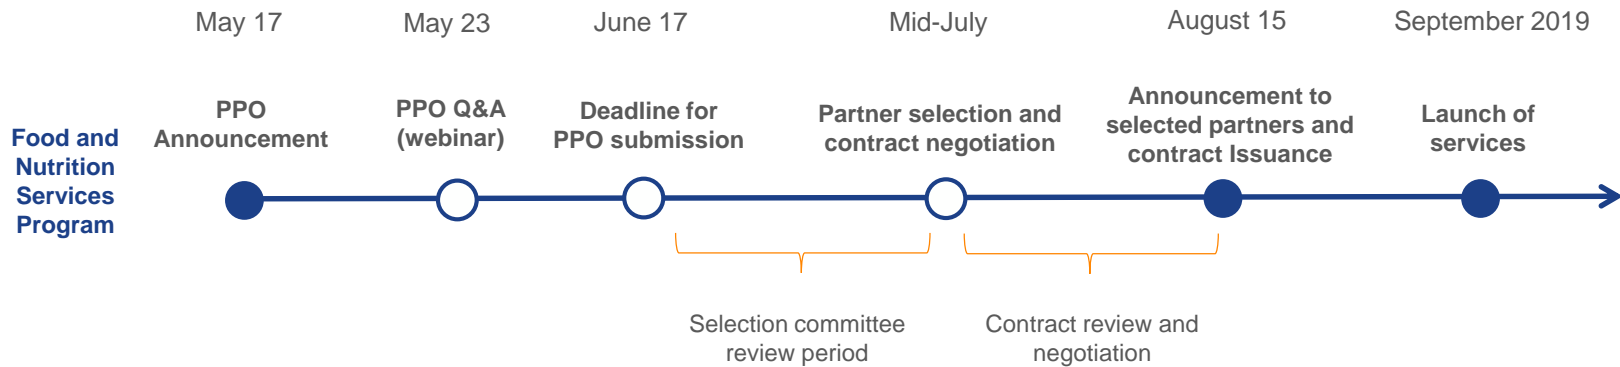 May 17
May 23
June 17
Mid-July
August 15
September 2019
Food and
Nutrition
Services
Program
PPO
Announcement
PPO Q&A
(webinar)
Deadline for
PPO submission
Partner selection and
contract negotiation
Announcement to
selected partners and
contract Issuance
Launch of
services
Selection committee
review period
Contract review and
negotiation